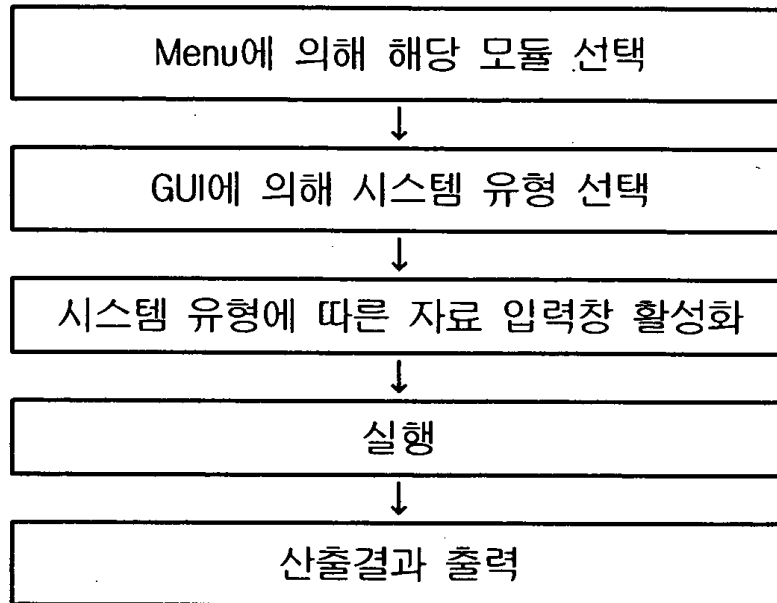 Menu에 의해 해당 모듈 선택
↓
GUI에 의해 시스템 유형 선택
↓
시스템 유형에 따른 자료 입력창 활성화
↓
실행
↓
산출결과 출력